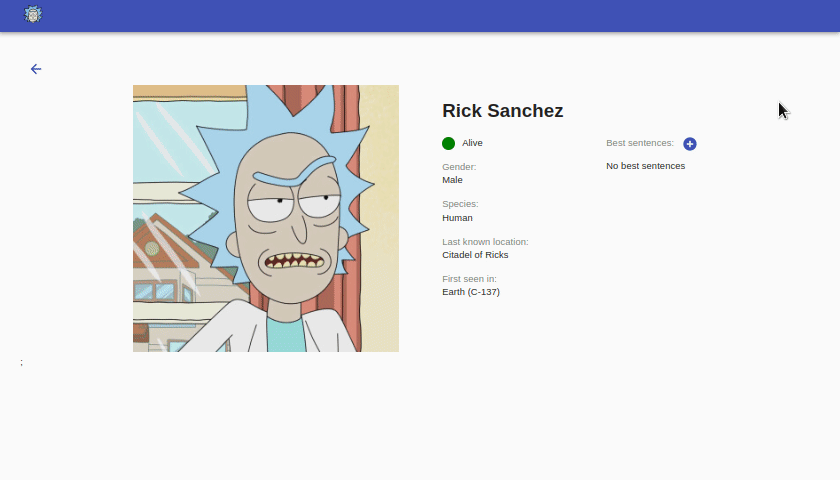 Rick Sanchez
Alive
Gender:
Male
Species:
Human
Last known location:
Citadel of Ricks
First seen in:
Earth (C-137)
Best sentences:
No best sentences
;